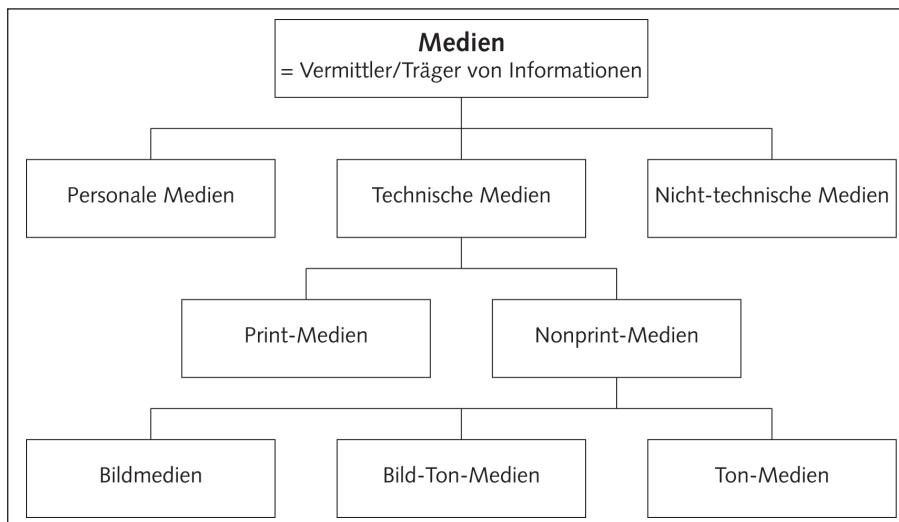 Medien
= Vermittler/Träger von Informationen
Personale Medien
Technische Medien
Nicht-technische Medien
Print-Medien
Nonprint-Medien
Bildmedien
Bild-Ton-Medien
Ton-Medien